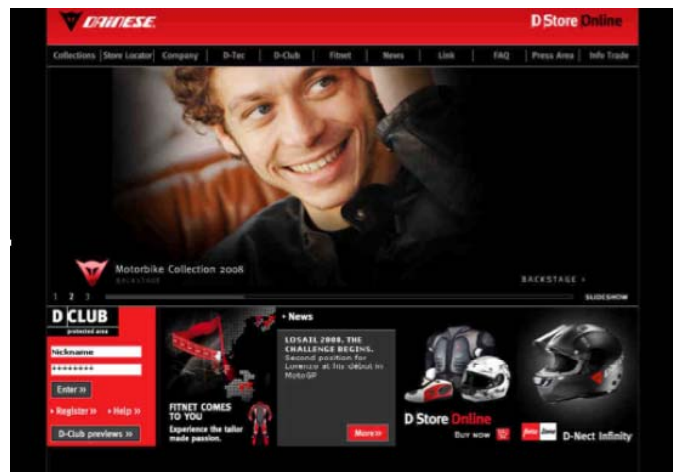 DAINESE
D Store Online
Collections
Store Locator
Company
D-Tec
D-Club
Fitnet
News
Link
FAQ
Press Area
Info Trade
Motorbike Collection 2008
BACKSTAGE
BACKSTAGE
1 2 3
SLIDESHOW
D CLUB
protected area
Nickname
********
Enter »
Register » Help »
D-Club previews »
FITNET COMES
TO YOU
Experience the tailor
made passion.
News
LOSAIL 2008. THE
CHALLENGE BEGINS.
Second position for
Lorenzo at his debut in
MotoGP
More »
D Store Online
BUY NOW
D-Nect Infinity